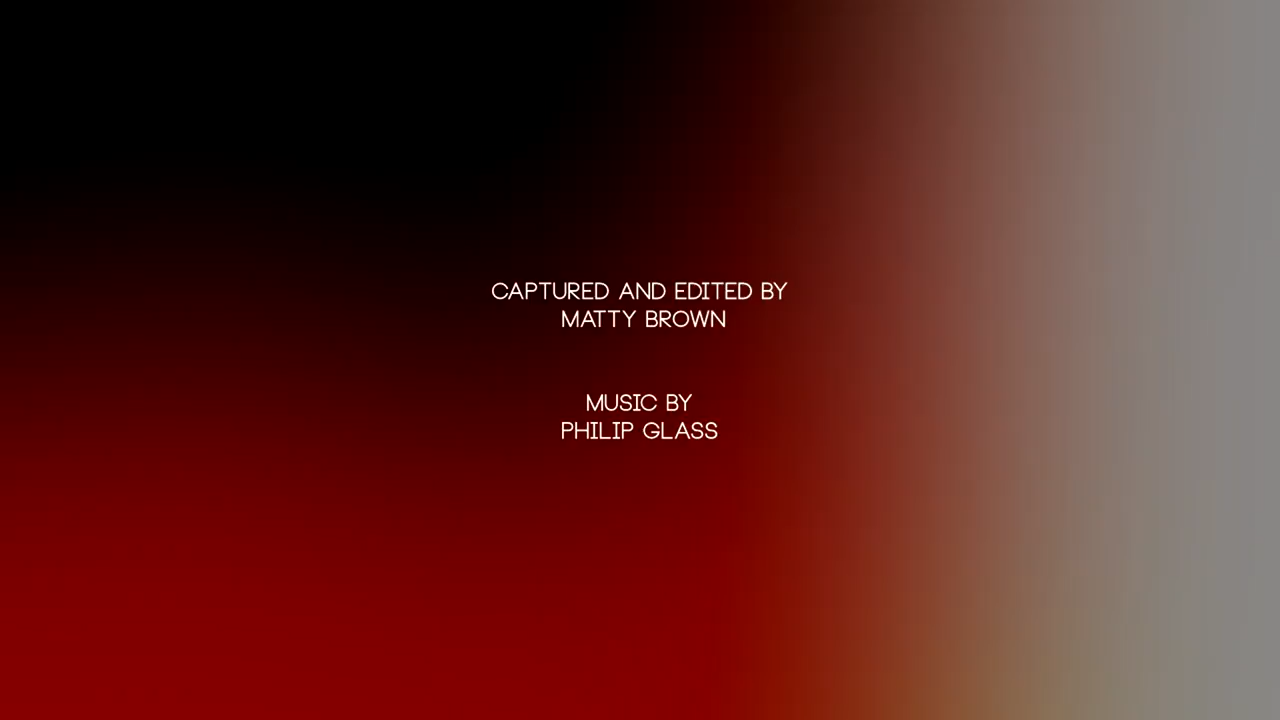 CAPTURED AND EDITED BY
MATTY BROWN
MUSIC BY
PHILIP GLASS